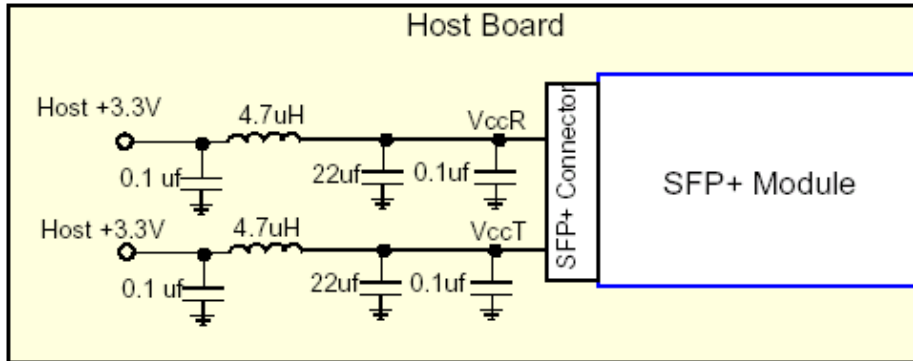 Host Board
Host +3.3V
4.7uH
VccR
0.1 uf
22uf
0.1uf
Host +3.3V
4.7uH
VccT
0.1 uf
22uf
0.1uf
SFP+ Connector
SFP+ Module